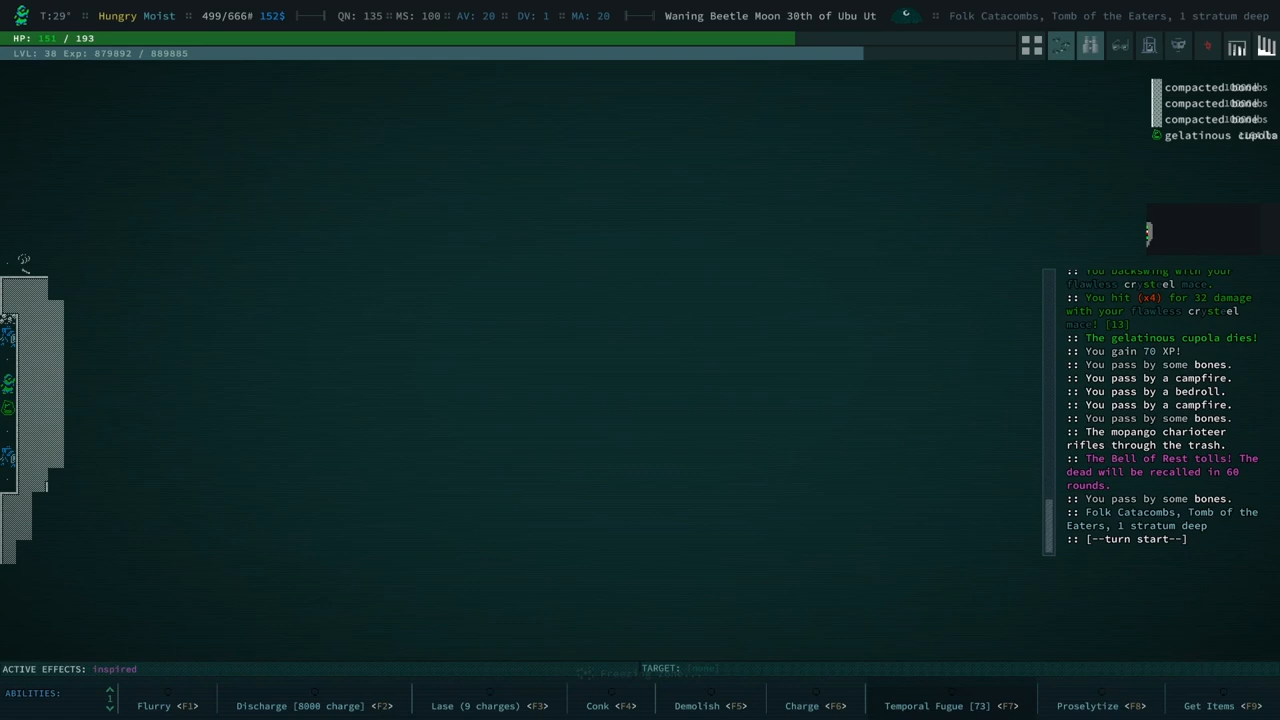 T:29° :: Hungry Moist :: 499/666# 152$ QN: 135 :: MS: 100 :: AV: 20 :: DV: 1 :: MA: 20 Waning Beetle Moon 30th of Ubu Ut :: Folk Catacombs, Tomb of the Eaters, 1 stratum deep
HP: 151 / 193
LVL: 38 Exp: 879892 / 889885
compacted
compacted
compacted
gelatinous cupola
:: You backswing with your
flawless crysteel mace.
:: You hit (x4) for 32 damage
with your flawless crysteel
mace! [13]
:: The gelatinous cupola dies!
:: You gain 70 XP!
:: You pass by some bones.
:: You pass by a campfire.
:: You pass by a bedroll.
:: You pass by a campfire.
:: You pass by some bones.
:: The mopango charioteer
rifles through the trash.
:: The Bell of Rest tolls! The
dead will be recalled in 60
rounds.
:: You pass by some bones.
:: Folk Catacombs, Tomb of the
Eaters, 1 stratum deep
:: [--turn start--]
ACTIVE EFFECTS: inspired TARGET: [none]
ABILITIES: 1 Flurry <F1> Discharge [8000 charge] <F2> Lase (9 charges) <F3> Conk <F4> Demolish <F5> Charge <F6> Temporal Fugue [73] <F7> Proselytize <F8> Get Items <F9>